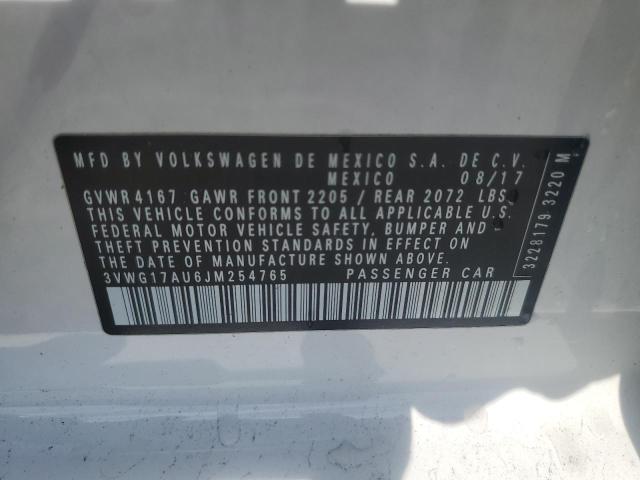 MFD BY VOLKSWAGEN DE MEXICO S.A. DE C.V.
MEXICO 08/17
GVWR 4167 GAWR FRONT 2205 / REAR 2072 LBS
THIS VEHICLE CONFORMS TO ALL APPLICABLE U.S.
FEDERAL MOTOR VEHICLE SAFETY, BUMPER AND
THEFT PREVENTION STANDARDS IN EFFECT ON
THE DATE OF MANUFACTURE SHOWN ABOVE.
3VWG17AU6JM254765 PASSENGER CAR
3228179 3220 M